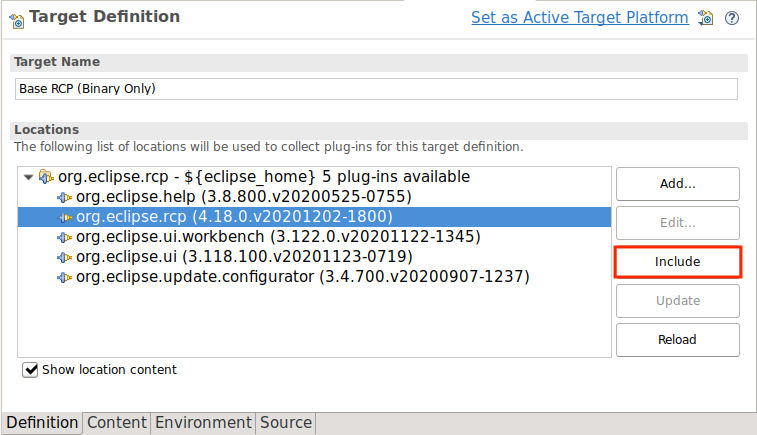 Target Definition
Set as Active Target Platform
Target Name
Base RCP (Binary Only)
Locations
The following list of locations will be used to collect plug-ins for this target definition.
org.eclipse.rcp - ${eclipse_home} 5 plug-ins available
org.eclipse.help (3.8.800.v20200525-0755)
org.eclipse.rcp (4.18.0.v20201202-1800)
org.eclipse.ui.workbench (3.122.0.v20201122-1345)
org.eclipse.ui (3.118.100.v20201123-0719)
org.eclipse.update.configurator (3.4.700.v20200907-1237)
Add...
Edit...
Include
Update
Reload
Show location content
Definition
Content
Environment
Source